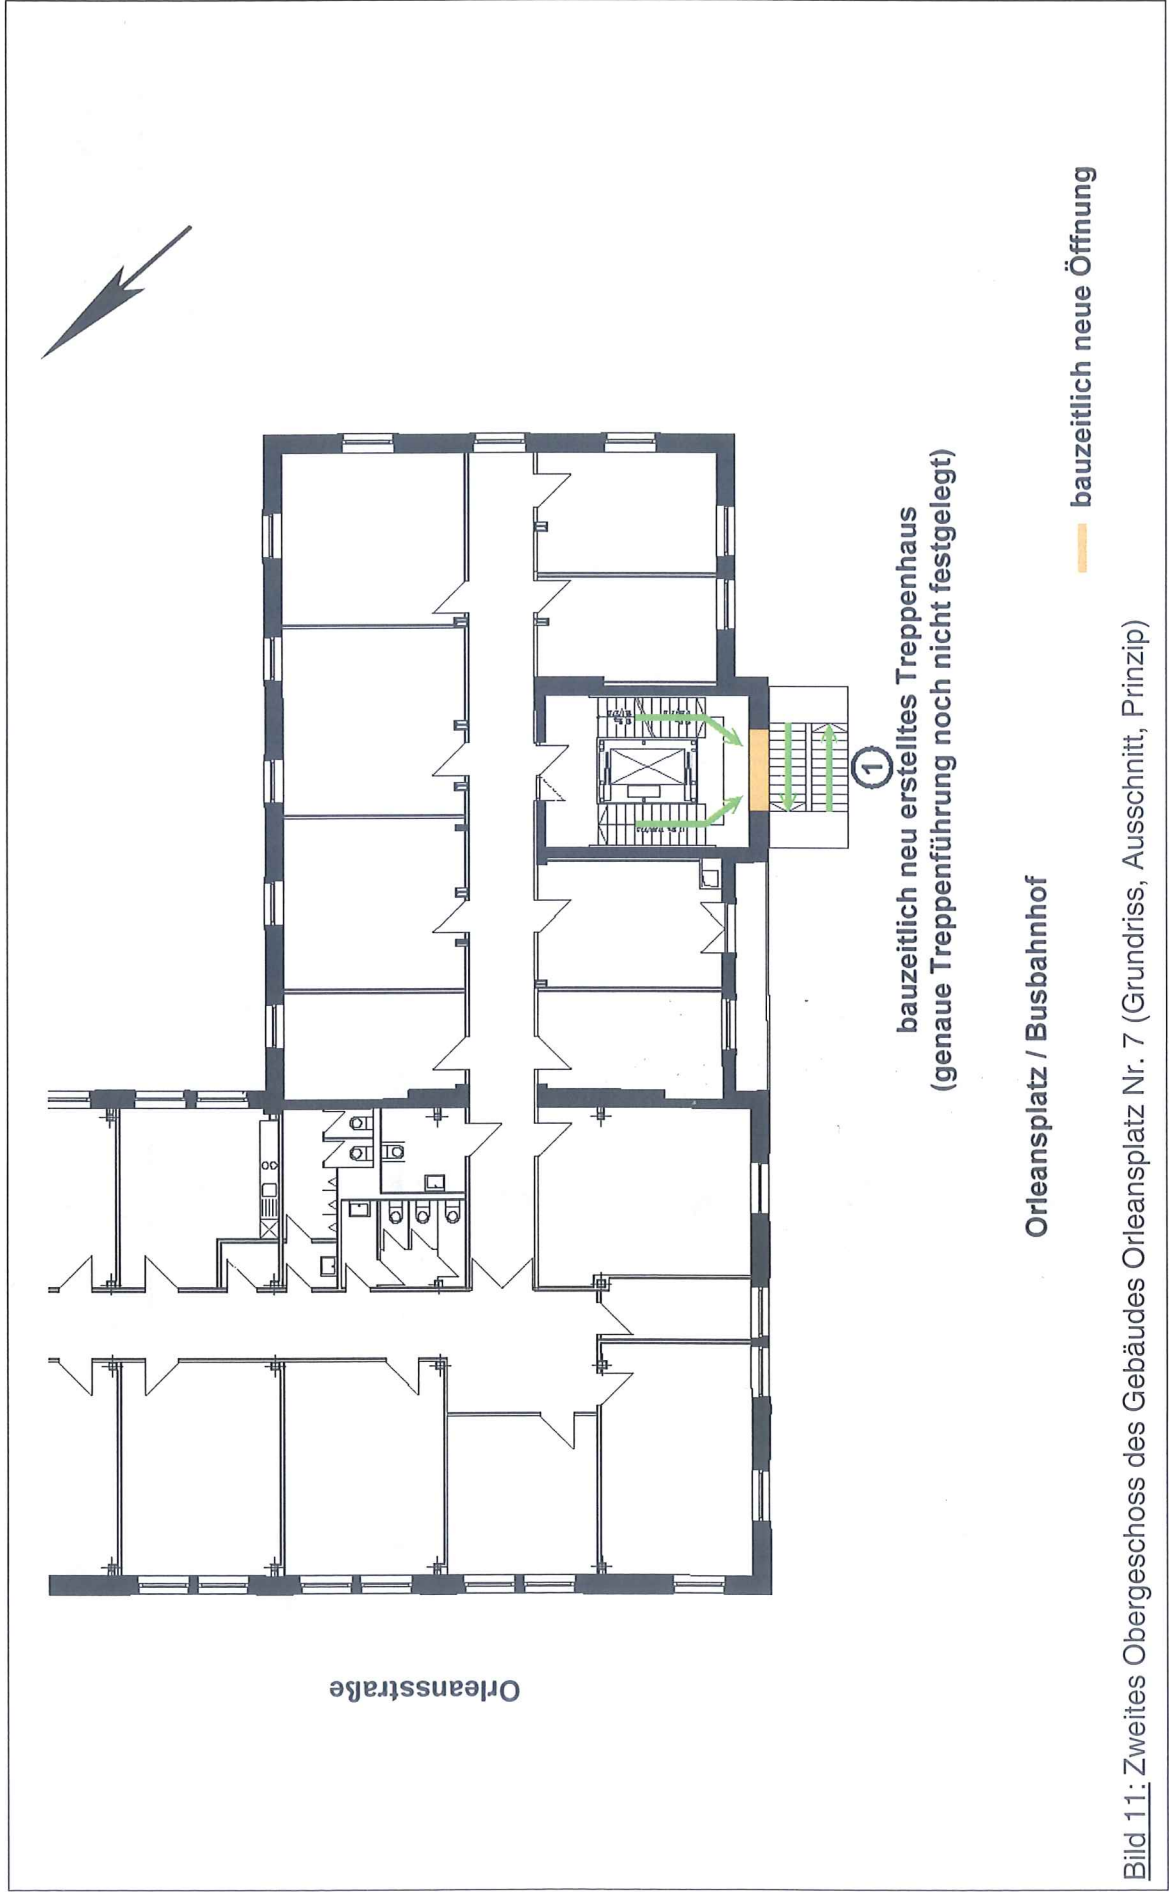 Orleansstraße
1
bauzeitlich neu erstelltes Treppenhaus
(genaue Treppenführung noch nicht festgelegt)
Orleansplatz / Busbahnhof
bauzeitlich neue Öffnung
Bild 11: Zweites Obergeschoss des Gebäudes Orleansplatz Nr. 7 (Grundriss, Ausschnitt, Prinzip)